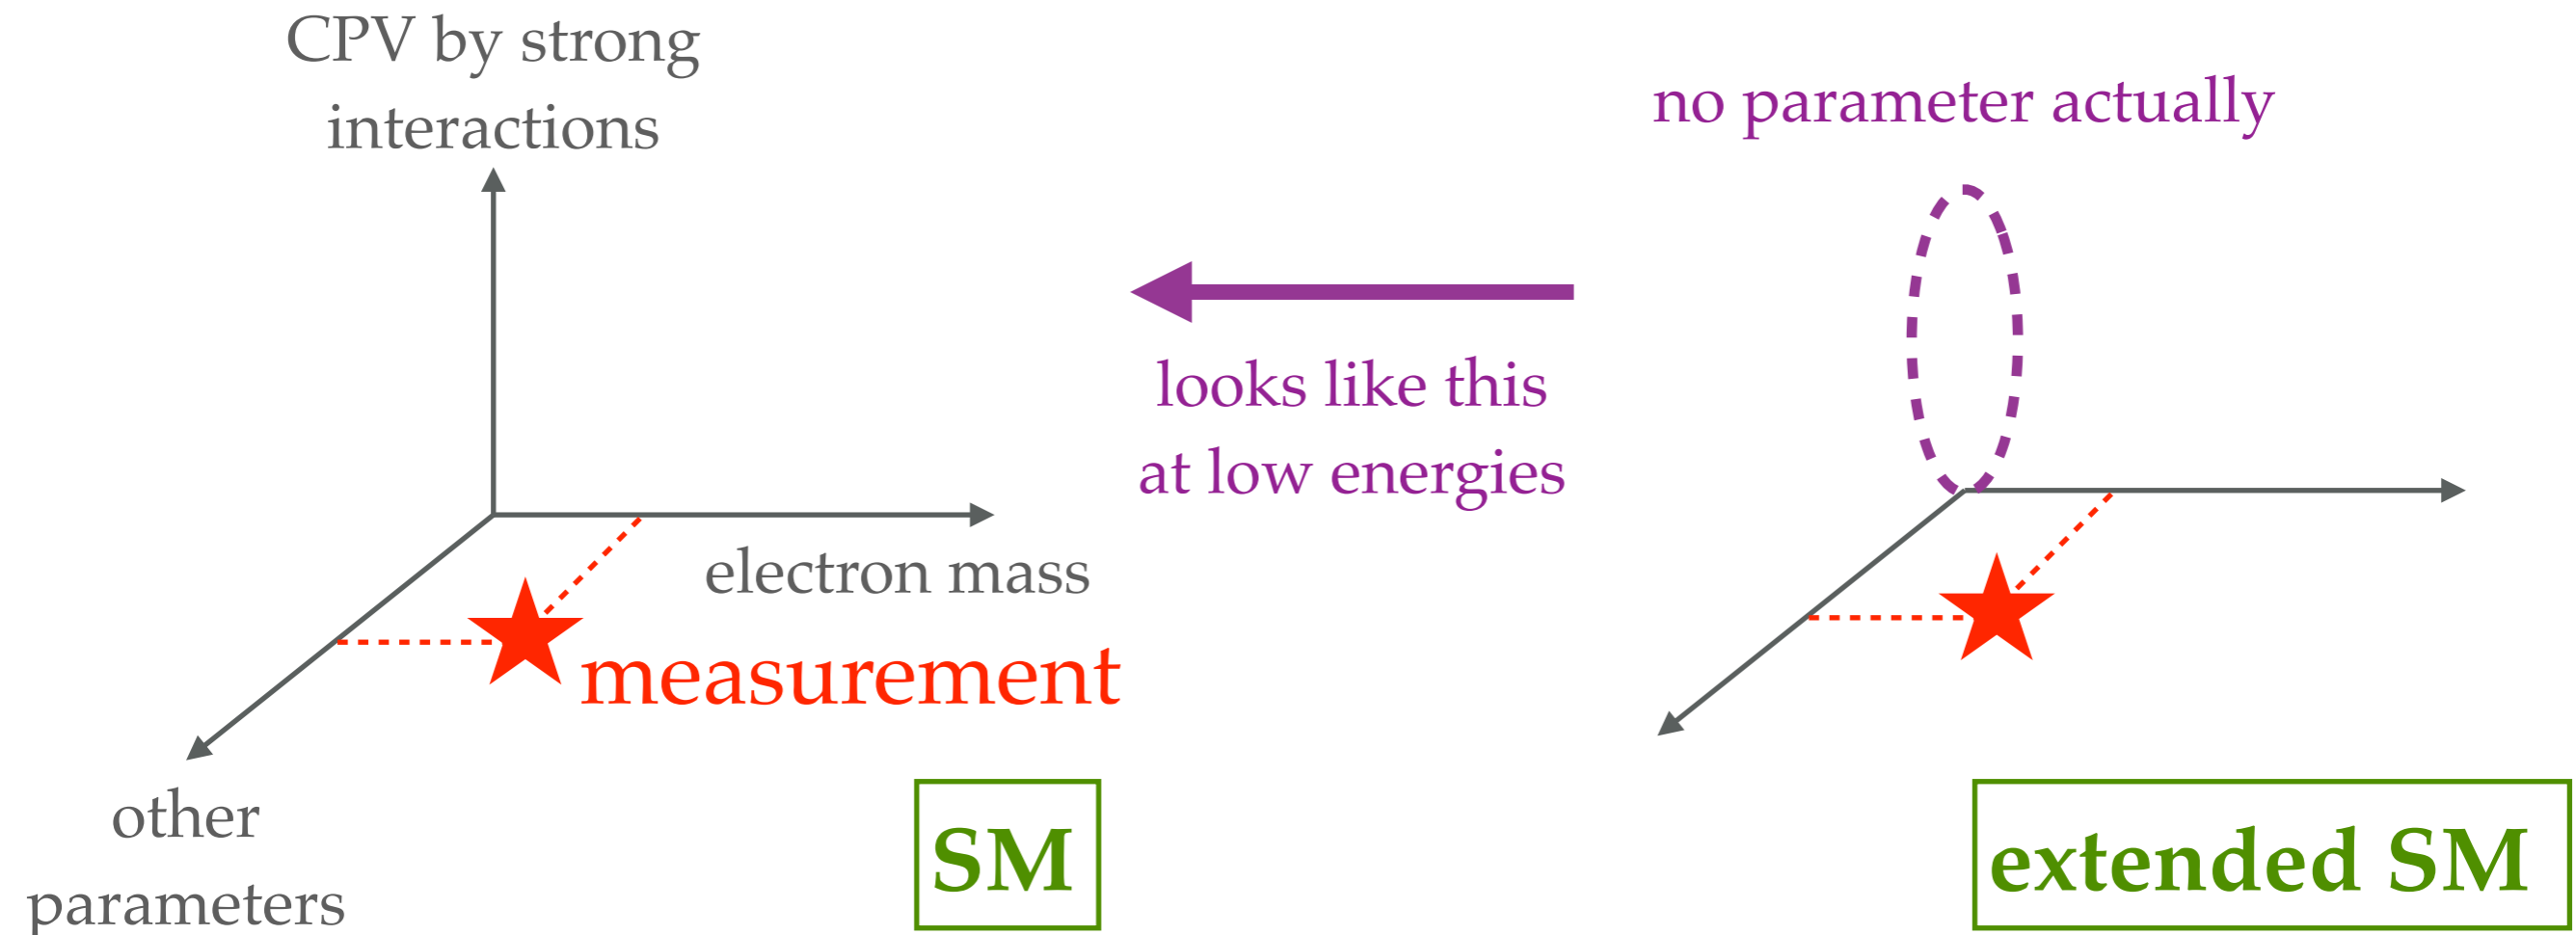 CPV by strong
interactions
no parameter actually
looks like this
at low energies
electron mass
measurement
other
parameters
SM
extended SM